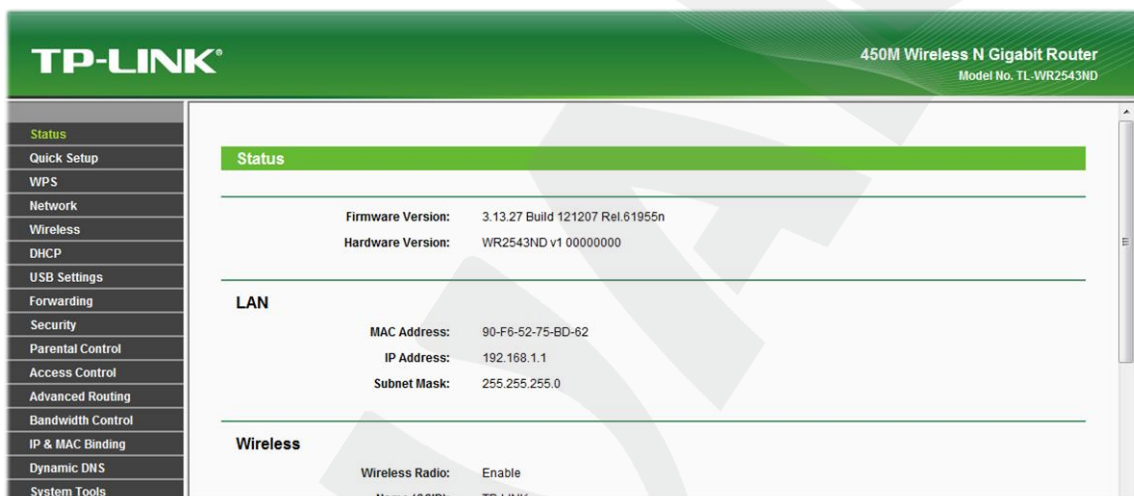 TP-LINK®
450M Wireless N Gigabit Router
Model No. TL-WR2543ND
Status
Quick Setup
WPS
Network
Wireless
DHCP
USB Settings
Forwarding
Security
Parental Control
Access Control
Advanced Routing
Bandwidth Control
IP & MAC Binding
Dynamic DNS
System Tools
Status
Firmware Version: 3.13.27 Build 121207 Rel.61955n
Hardware Version: WR2543ND v1 00000000
LAN
MAC Address: 90-F6-52-75-BD-62
IP Address: 192.168.1.1
Subnet Mask: 255.255.255.0
Wireless
Wireless Radio: Enable